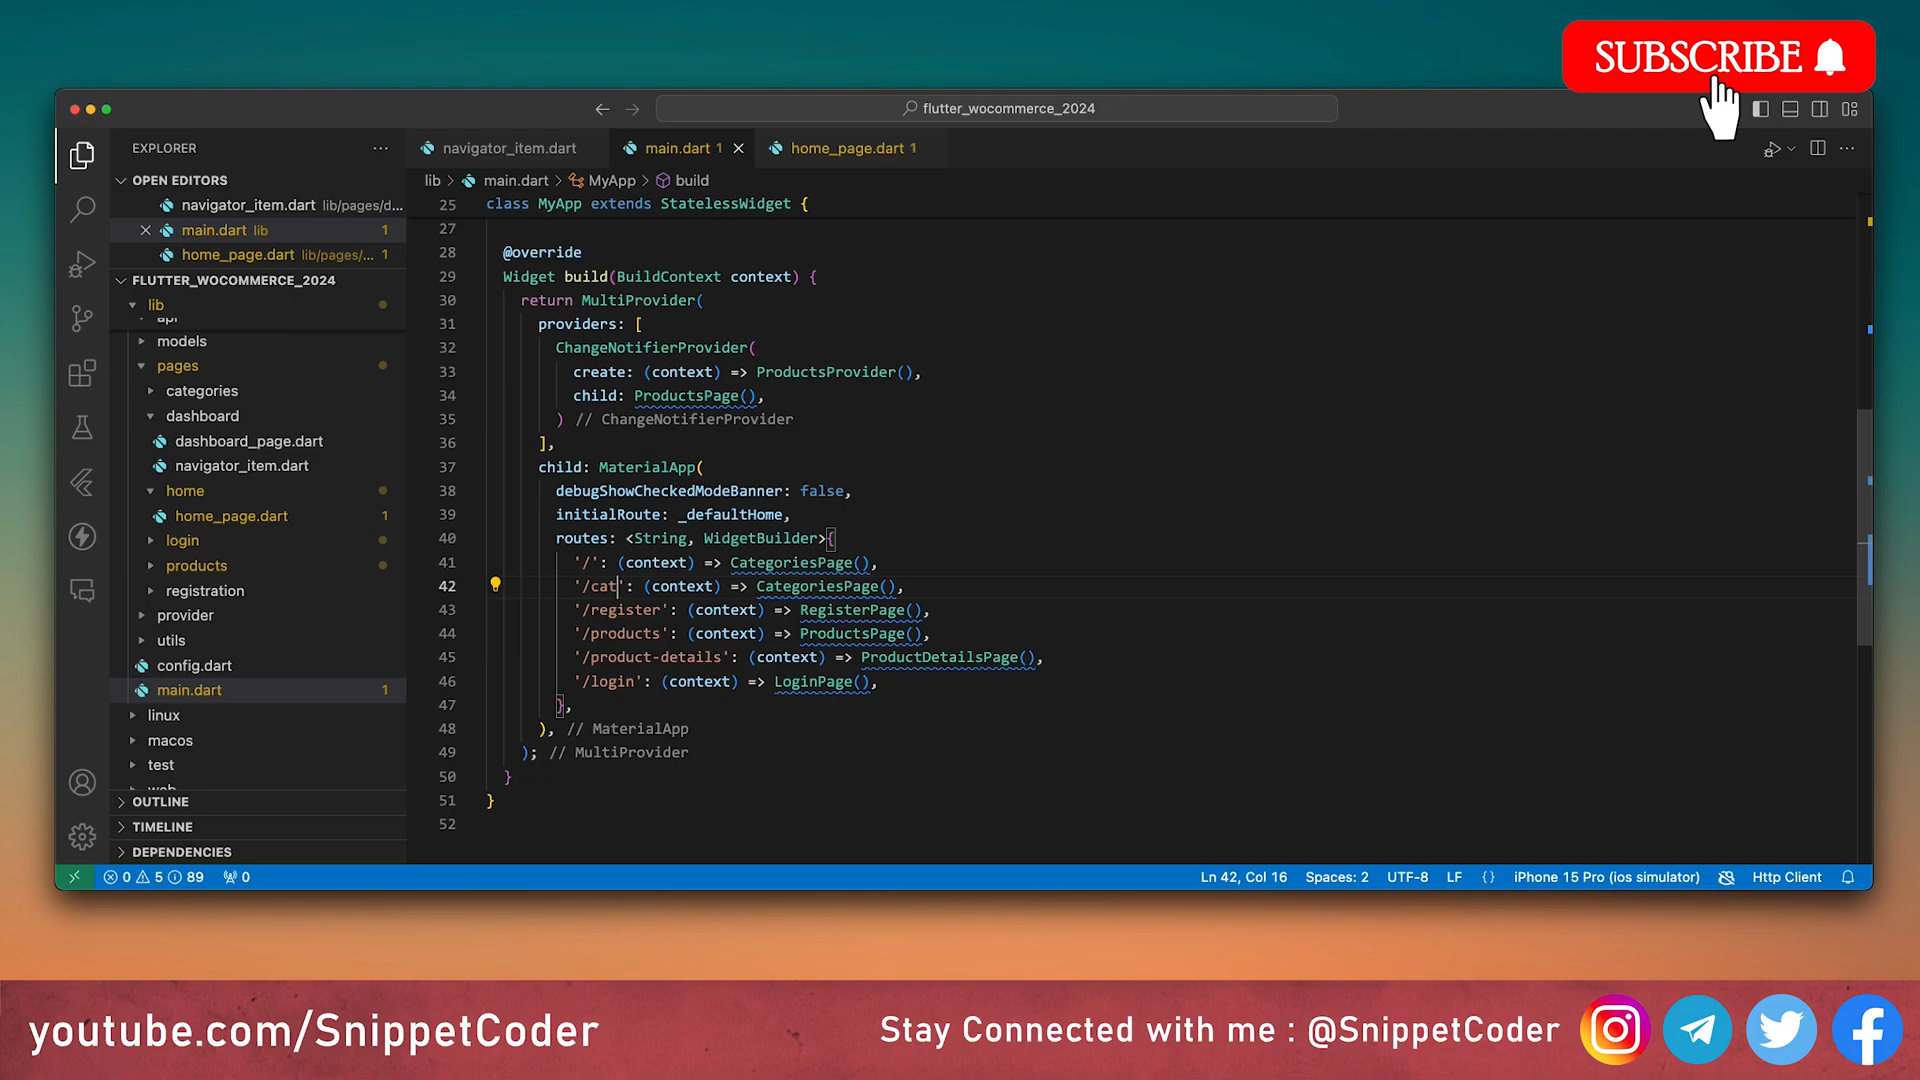 SUBSCRIBE
flutter_wocommerce_2024
EXPLORER
navigator_item.dart
main.dart 1
home_page.dart 1
OPEN EDITORS
lib > main.dart > MyApp > build
navigator_item.dart lib/pages/d...
main.dart lib 1
home_page.dart lib/pages/... 1
FLUTTER_WOCOMMERCE_2024
lib
api
models
pages
categories
dashboard
dashboard_page.dart
navigator_item.dart
home
home_page.dart 1
login
products
registration
provider
utils
config.dart
main.dart 1
linux
macos
test
web
OUTLINE
TIMELINE
DEPENDENCIES
25 class MyApp extends StatelessWidget {
27
28 @override
29 Widget build(BuildContext context) {
30 return MultiProvider(
31 providers: [
32 ChangeNotifierProvider(
33 create: (context) => ProductsProvider(),
34 child: ProductsPage(),
35 ) // ChangeNotifierProvider
36 ],
37 child: MaterialApp(
38 debugShowCheckedModeBanner: false,
39 initialRoute: _defaultHome,
40 routes: <String, WidgetBuilder>{
41 '/': (context) => CategoriesPage(),
42 '/cat': (context) => CategoriesPage(),
43 '/register': (context) => RegisterPage(),
44 '/products': (context) => ProductsPage(),
45 '/product-details': (context) => ProductDetailsPage(),
46 '/login': (context) => LoginPage(),
47 },
48 ), // MaterialApp
49 ); // MultiProvider
50 }
51 }
52
0 5 89 0
Ln 42, Col 16 Spaces: 2 UTF-8 LF {} iPhone 15 Pro (ios simulator) Http Client
youtube.com/SnippetCoder
Stay Connected with me : @SnippetCoder